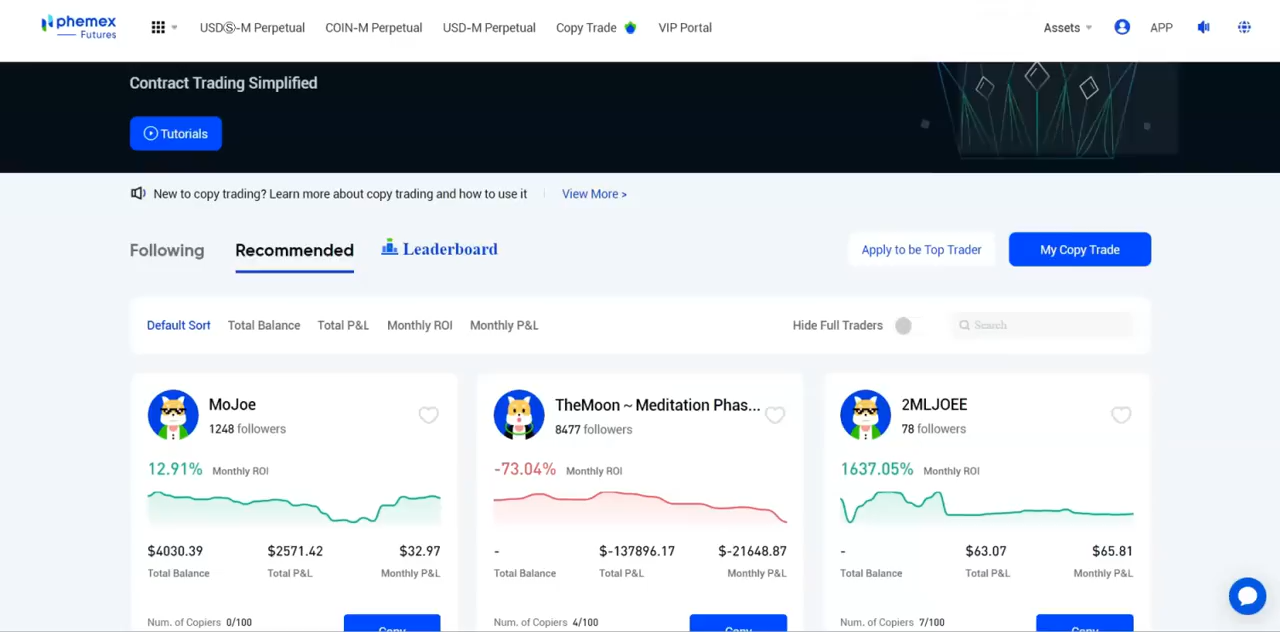 phemex
Futures
USDⓈ-M Perpetual COIN-M Perpetual USD-M Perpetual Copy Trade VIP Portal Assets APP
Contract Trading Simplified
Tutorials
New to copy trading? Learn more about copy trading and how to use it View More >
Following Recommended Leaderboard Apply to be Top Trader My Copy Trade
Default Sort Total Balance Total P&L Monthly ROI Monthly P&L Hide Full Traders Search
MoJoe
1248 followers
12.91% Monthly ROI
$4030.39 $2571.42 $32.97
Total Balance Total P&L Monthly P&L
Num. of Copiers 0/100 Copy
TheMoon ~ Meditation Phas...
8477 followers
-73.04% Monthly ROI
- $-137896.17 $-21648.87
Total Balance Total P&L Monthly P&L
Num. of Copiers 4/100 Copy
2MLJOEE
78 followers
1637.05% Monthly ROI
- $63.07 $65.81
Total Balance Total P&L Monthly P&L
Num. of Copiers 7/100 Copy